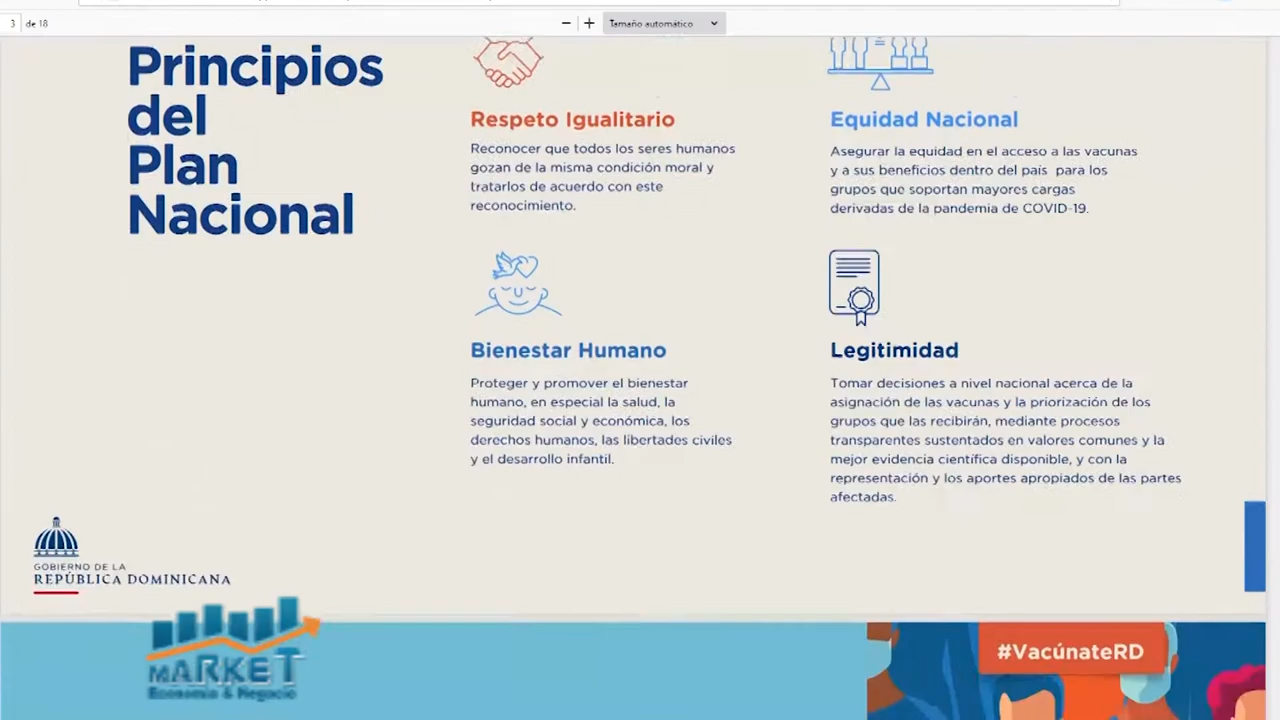 3 de 18
Tamaño automático
Principios
del
Plan
Nacional
Respeto Igualitario
Reconocer que todos los seres humanos
gozan de la misma condición moral y
tratarlos de acuerdo con este
reconocimiento.
Equidad Nacional
Asegurar la equidad en el acceso a las vacunas
y a sus beneficios dentro del país para los
grupos que soportan mayores cargas
derivadas de la pandemia de COVID-19.
Bienestar Humano
Proteger y promover el bienestar
humano, en especial la salud, la
seguridad social y económica, los
derechos humanos, las libertades civiles
y el desarrollo infantil.
Legitimidad
Tomar decisiones a nivel nacional acerca de la
asignación de las vacunas y la priorización de los
grupos que las recibirán, mediante procesos
transparentes sustentados en valores comunes y la
mejor evidencia científica disponible, y con la
representación y los aportes apropiados de las partes
afectadas.
GOBIERNO DE LA
REPÚBLICA DOMINICANA
MARKET
Economia & Negocio
#VacúnateRD